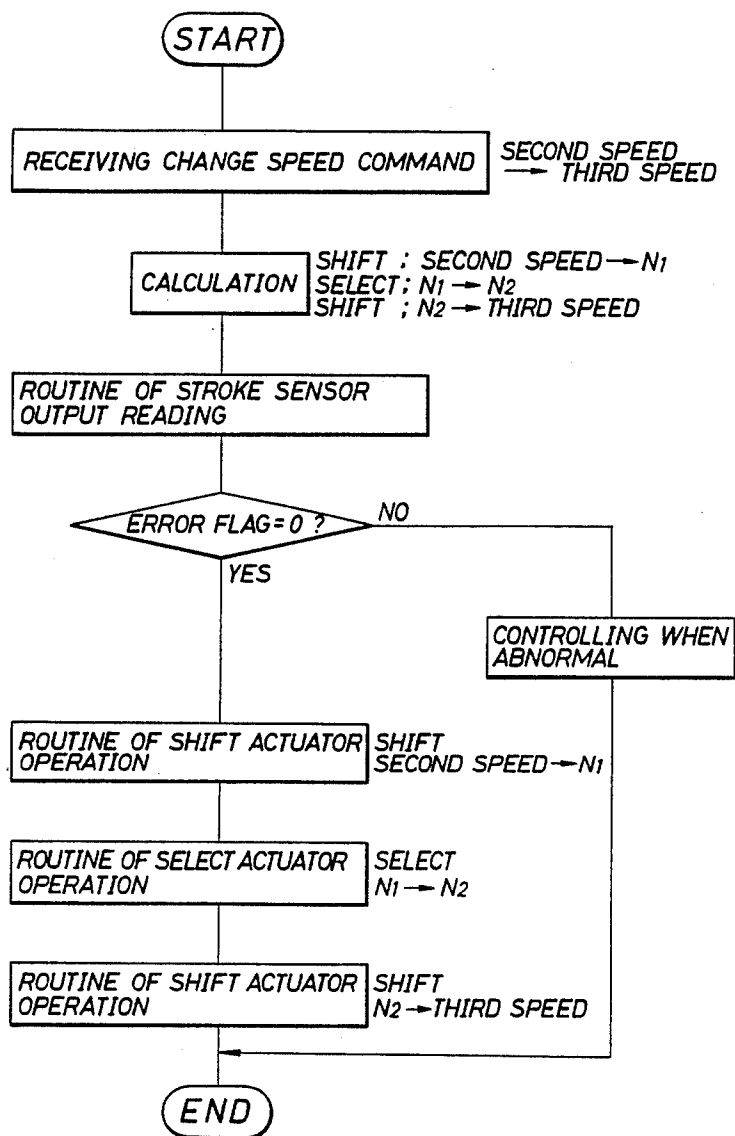 START
RECEIVING CHANGE SPEED COMMAND
SECOND SPEED
→ THIRD SPEED
CALCULATION
SHIFT ; SECOND SPEED → N1
SELECT ; N1 → N2
SHIFT ; N2 → THIRD SPEED
ROUTINE OF STROKE SENSOR
OUTPUT READING
ERROR FLAG = 0 ?
NO
YES
CONTROLLING WHEN
ABNORMAL
ROUTINE OF SHIFT ACTUATOR
OPERATION
SHIFT
SECOND SPEED → N1
ROUTINE OF SELECT ACTUATOR
OPERATION
SELECT
N1 → N2
ROUTINE OF SHIFT ACTUATOR
OPERATION
SHIFT
N2 → THIRD SPEED
END